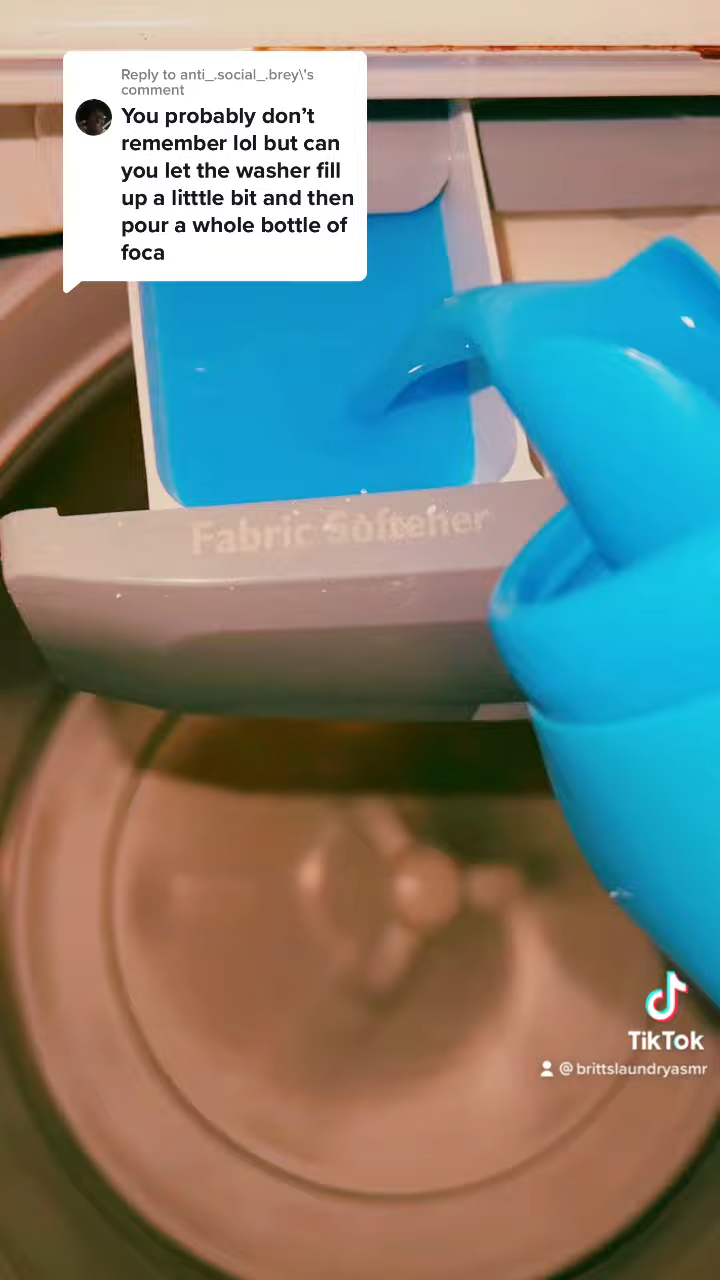 Reply to anti_.social_.brey\'s
comment
You probably don't
remember lol but can
you let the washer fill
up a litttle bit and then
pour a whole bottle of
foca
Fabric Softener
TikTok
@brittslaundryasmr